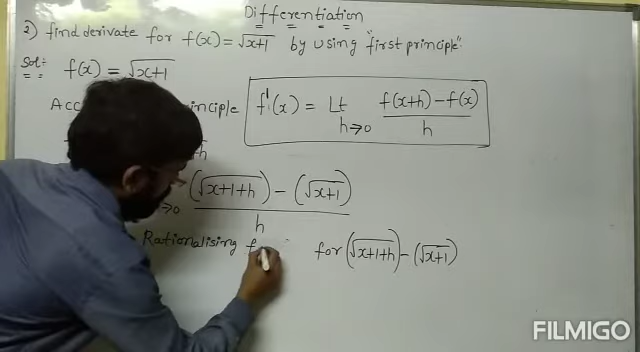 Differentiation
2) find derivate for f(x) = √x+1 by using "first principle".
Sol: f(x) = √x+1
f'(x) = Lt h→0 f(x+h) − f(x) / h
(√x+1+h) − (√x+1) / h
Rationalising for (√x+1+h) − (√x+1)
FILMIGO